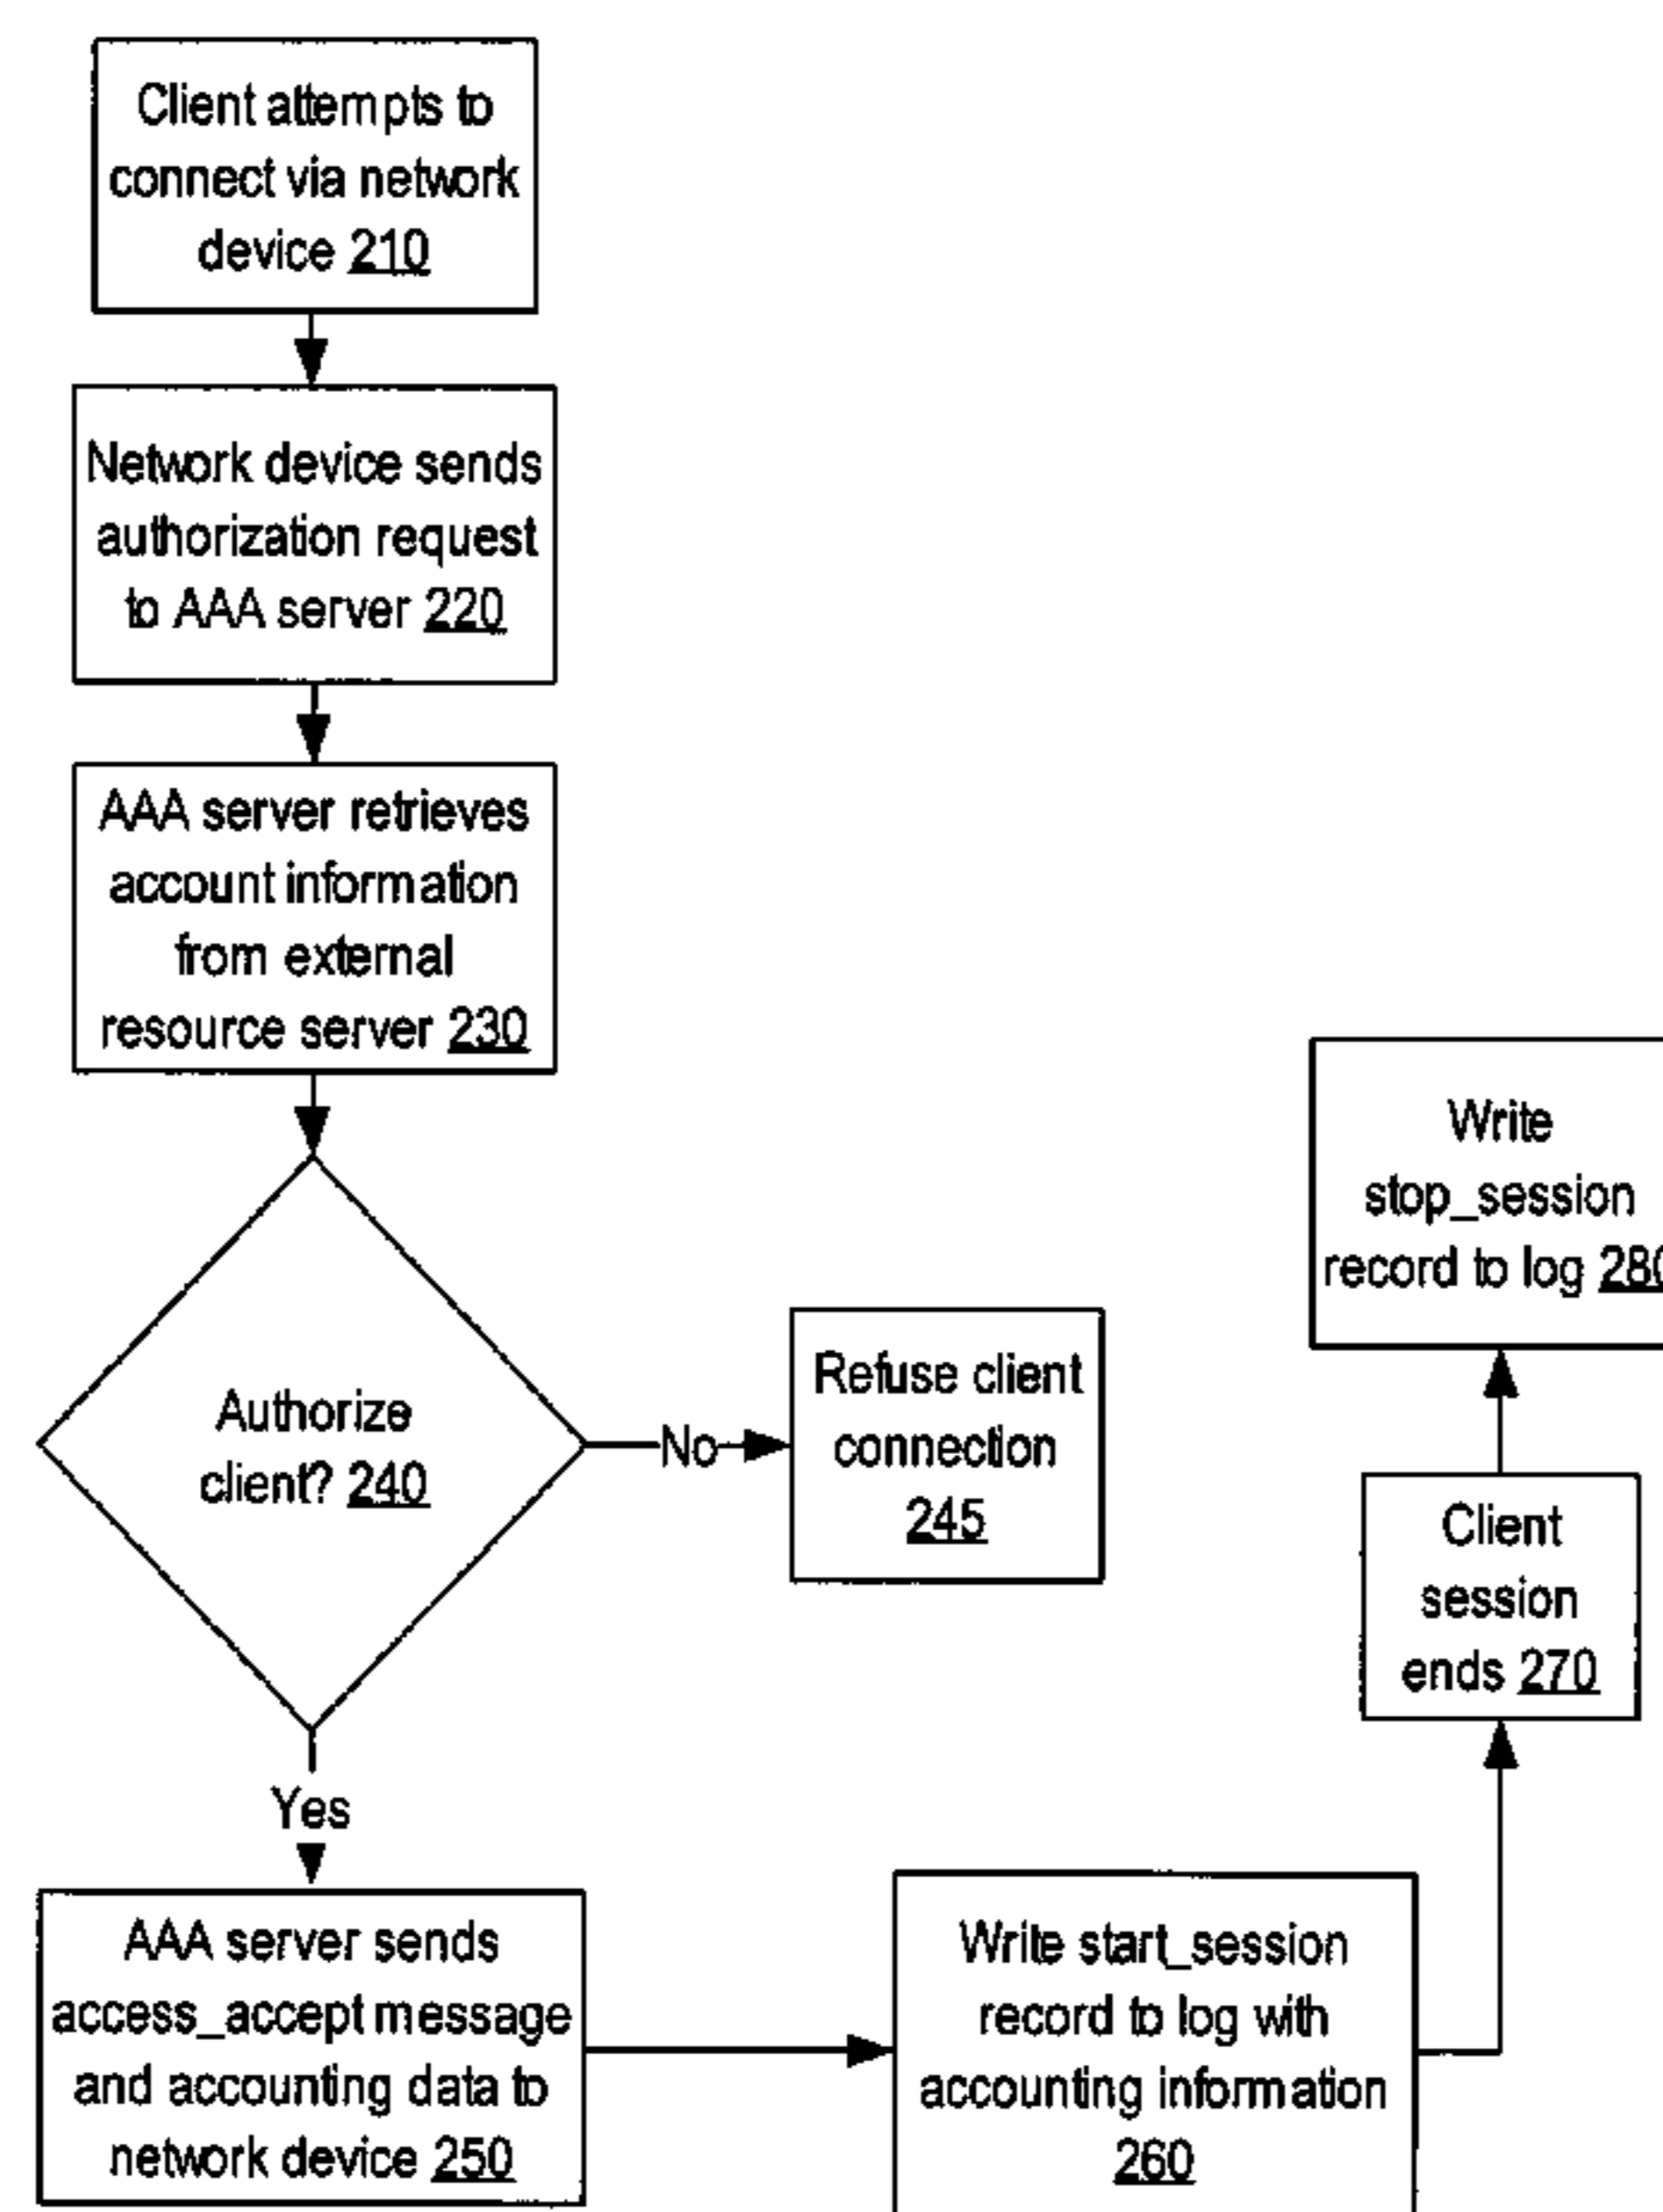 Client attempts to
connect via network
device 210
Network device sends
authorization request
to AAA server 220
AAA server retrieves
account information
from external
resource server 230
Authorize
client? 240
No
Refuse client
connection
245
Yes
AAA server sends
access_accept message
and accounting data to
network device 250
Write start_session
record to log with
accounting information
260
Client
session
ends 270
Write
stop_session
record to log 280